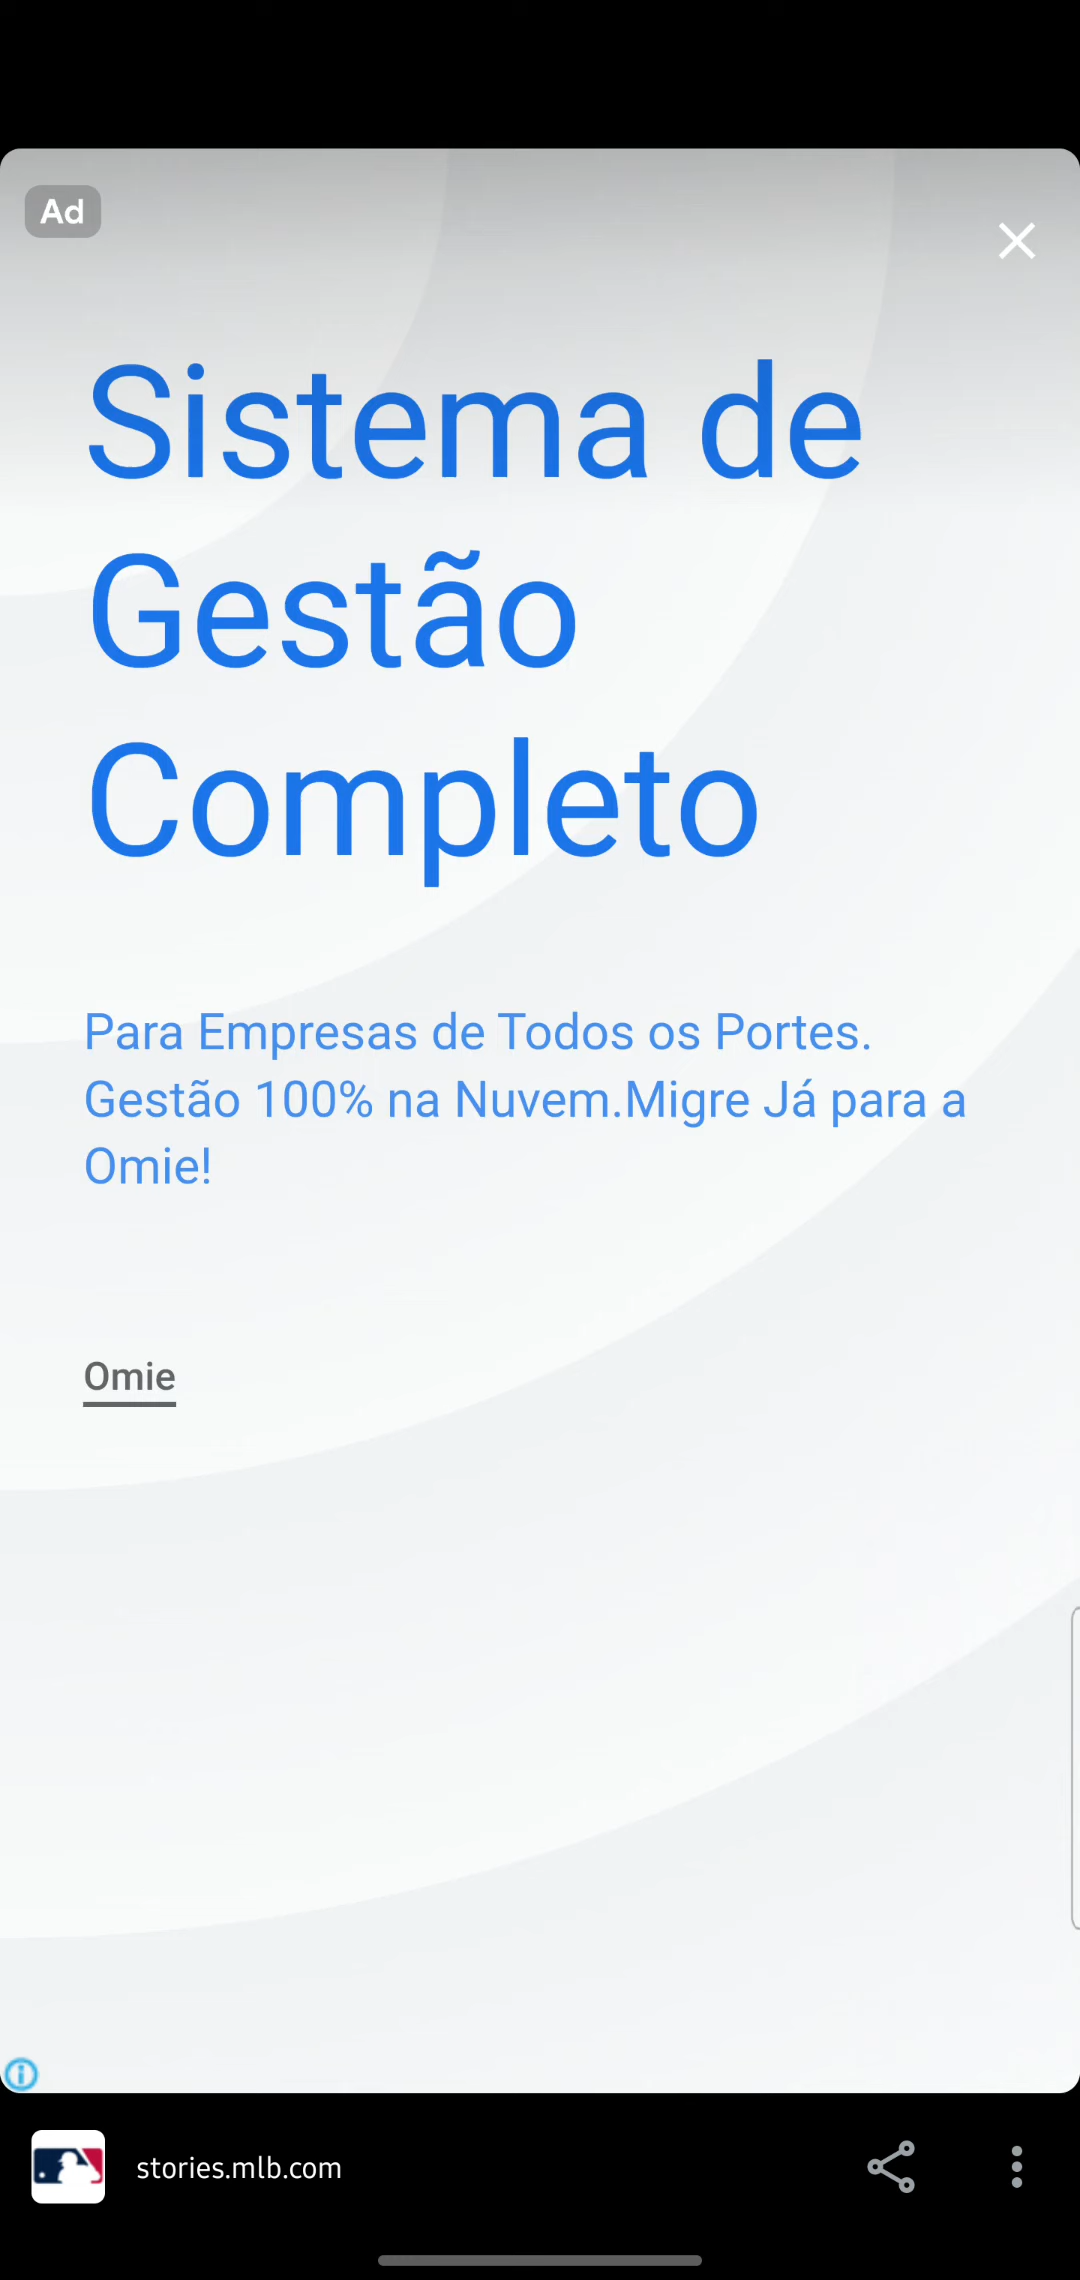 Ad
Sistema de
Gestão
Completo
Para Empresas de Todos os Portes.
Gestão 100% na Nuvem.Migre Já para a
Omie!
Omie
stories.mlb.com